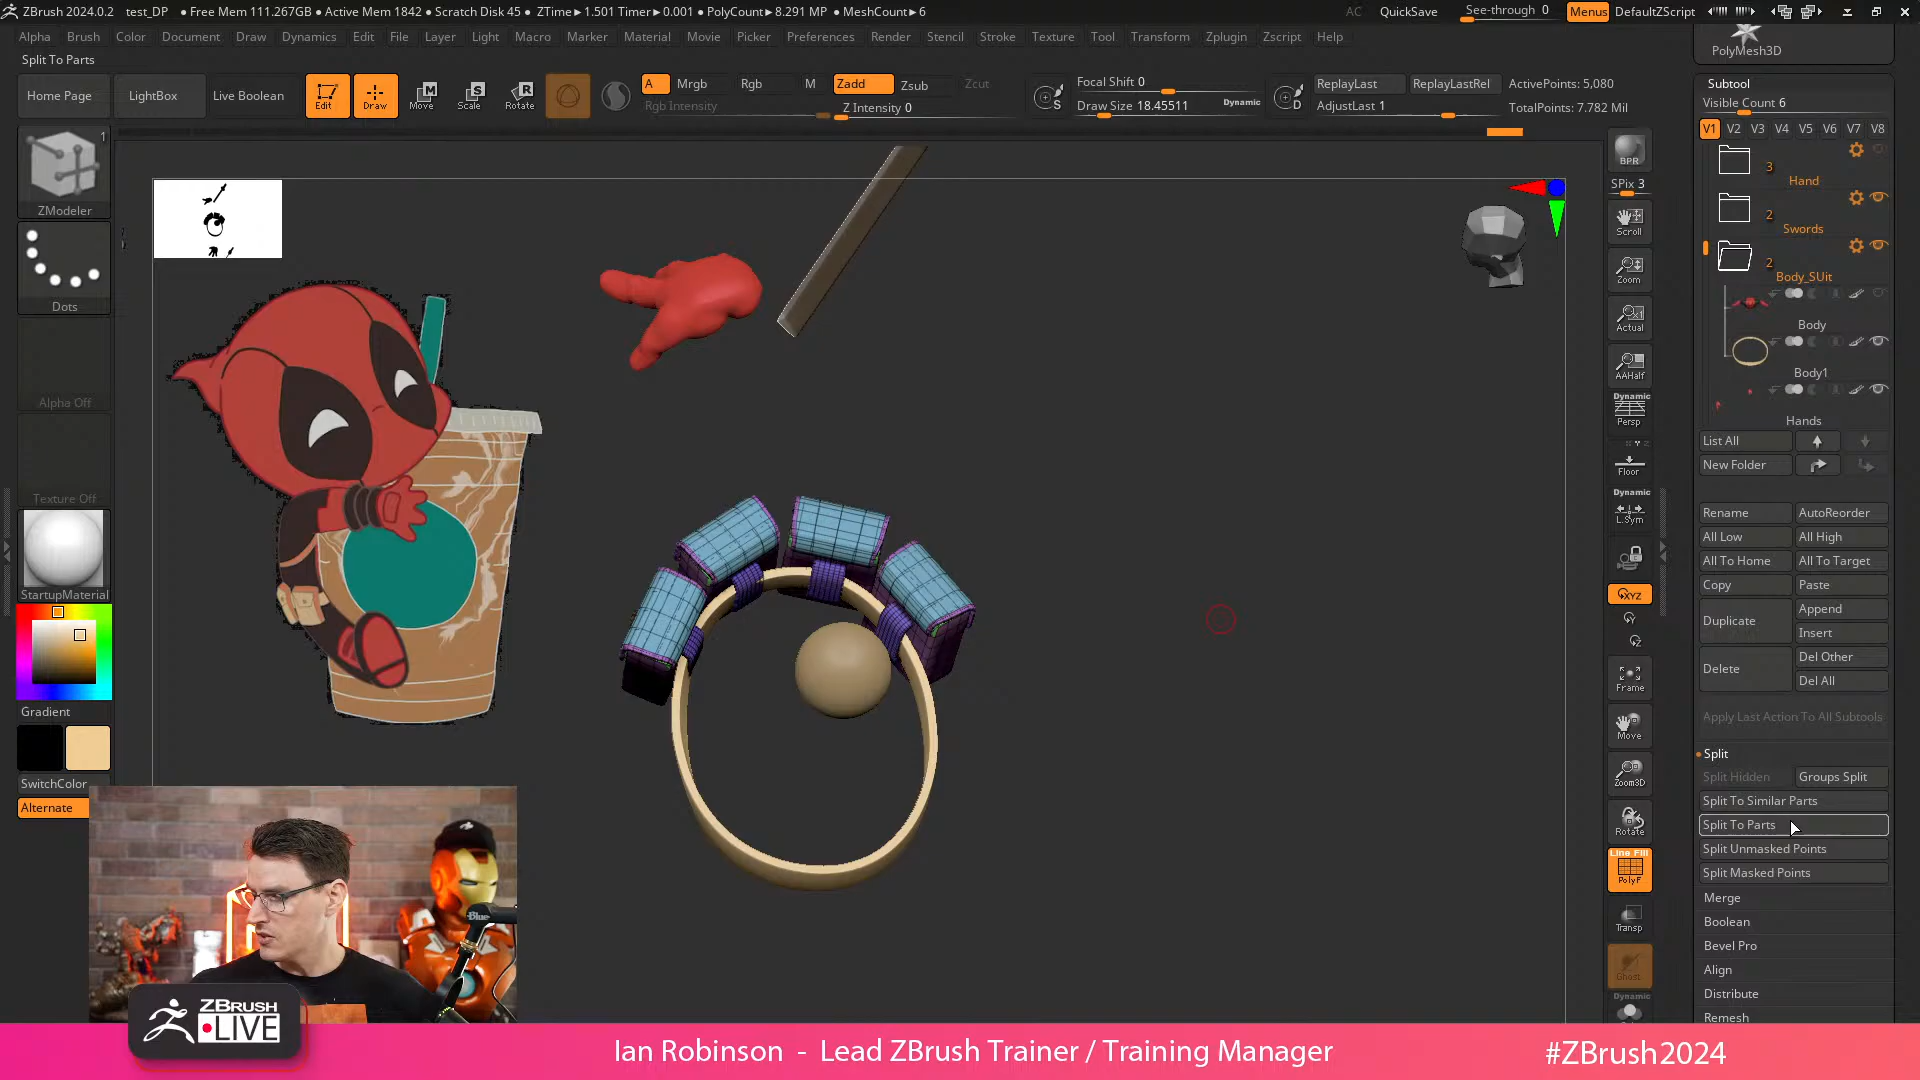 ZBrush 2024.0.2 test_DP • Free Mem 111.267GB • Active Mem 1842 • Scratch Disk 45 • ZTime▸1.501 Timer▸0.001 • PolyCount▸8.291 MP • MeshCount▸6
AC QuickSave See-through 0 Menus DefaultZScript
Alpha Brush Color Document Draw Dynamics Edit File Layer Light Macro Marker Material Movie Picker Preferences Render Stencil Stroke Texture Tool Transform Zplugin Zscript Help
Split To Parts
Home Page LightBox Live Boolean Edit Draw Move Scale Rotate
A Mrgb Rgb M Zadd Zsub Zcut
Rgb Intensity Z Intensity 0
Focal Shift 0
Draw Size 18.45511 Dynamic
ReplayLast ReplayLastRel ActivePoints: 5,080
AdjustLast 1 TotalPoints: 7.782 Mil
1
ZModeler
Dots
Alpha Off
Texture Off
StartupMaterial
Gradient
SwitchColor
Alternate
BPR
SPix 3
Scroll
Zoom
Actual
AAHalf
Dynamic
Persp
Floor
Dynamic
L.Sym
XYZ
Frame
Move
Zoom3D
Rotate
Line Fill
PolyF
Transp
Ghost
Dynamic
PolyMesh3D
Subtool
Visible Count 6
V1 V2 V3 V4 V5 V6 V7 V8
3
Hand
2
Swords
2
Body_SUit
Body
Body1
Hands
List All
New Folder
Rename AutoReorder
All Low All High
All To Home All To Target
Copy Paste
Duplicate Append
Insert
Delete Del Other
Del All
Apply Last Action To All Subtools
Split
Split Hidden Groups Split
Split To Similar Parts
Split To Parts
Split Unmasked Points
Split Masked Points
Merge
Boolean
Bevel Pro
Align
Distribute
Remesh
Blue
ZBRUSH
LIVE
Ian Robinson - Lead ZBrush Trainer / Training Manager
#ZBrush2024